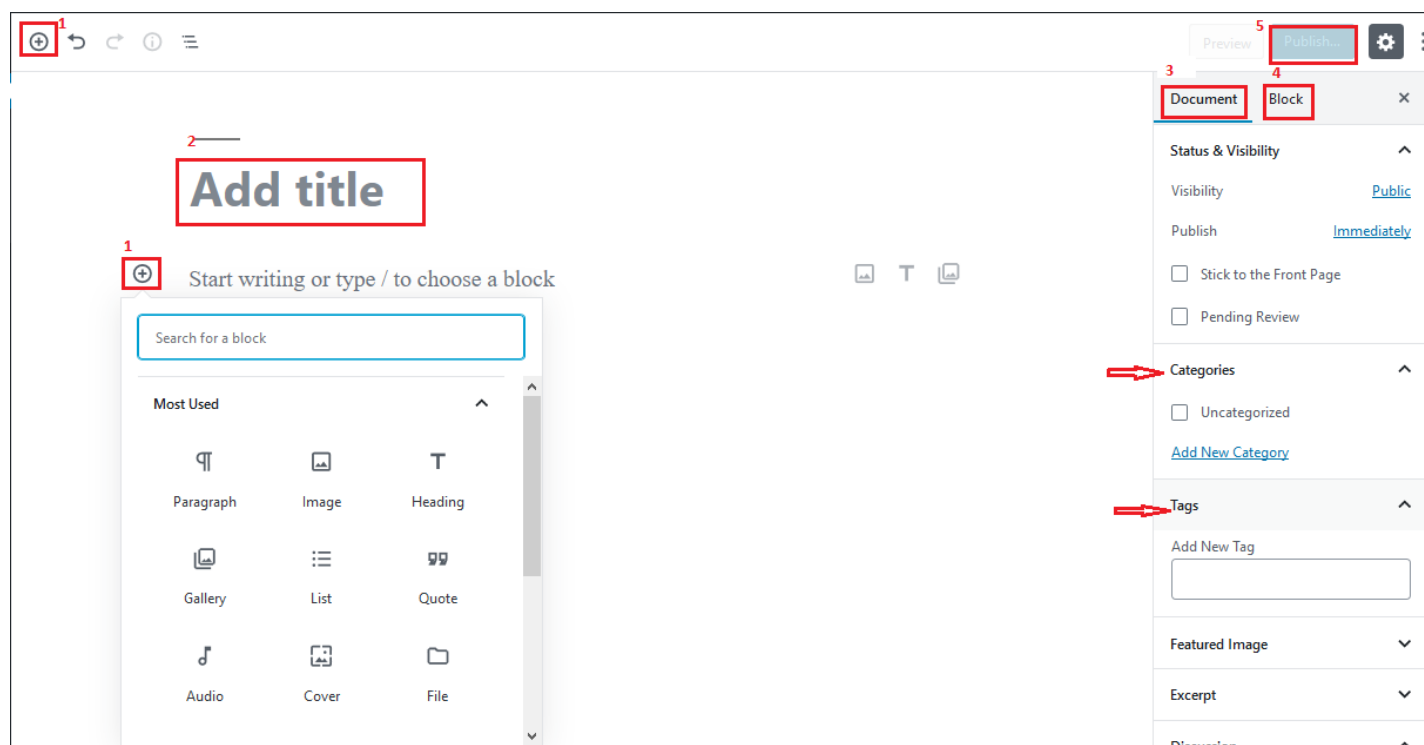 1
5
Preview
Publish...
3
4
Document
Block
2
Add title
1
Start writing or type / to choose a block
Search for a block
Most Used
Paragraph
Image
Heading
Gallery
List
Quote
Audio
Cover
File
Status & Visibility
Visibility
Public
Publish
Immediately
Stick to the Front Page
Pending Review
Categories
Uncategorized
Add New Category
Tags
Add New Tag
Featured Image
Excerpt
Discussion